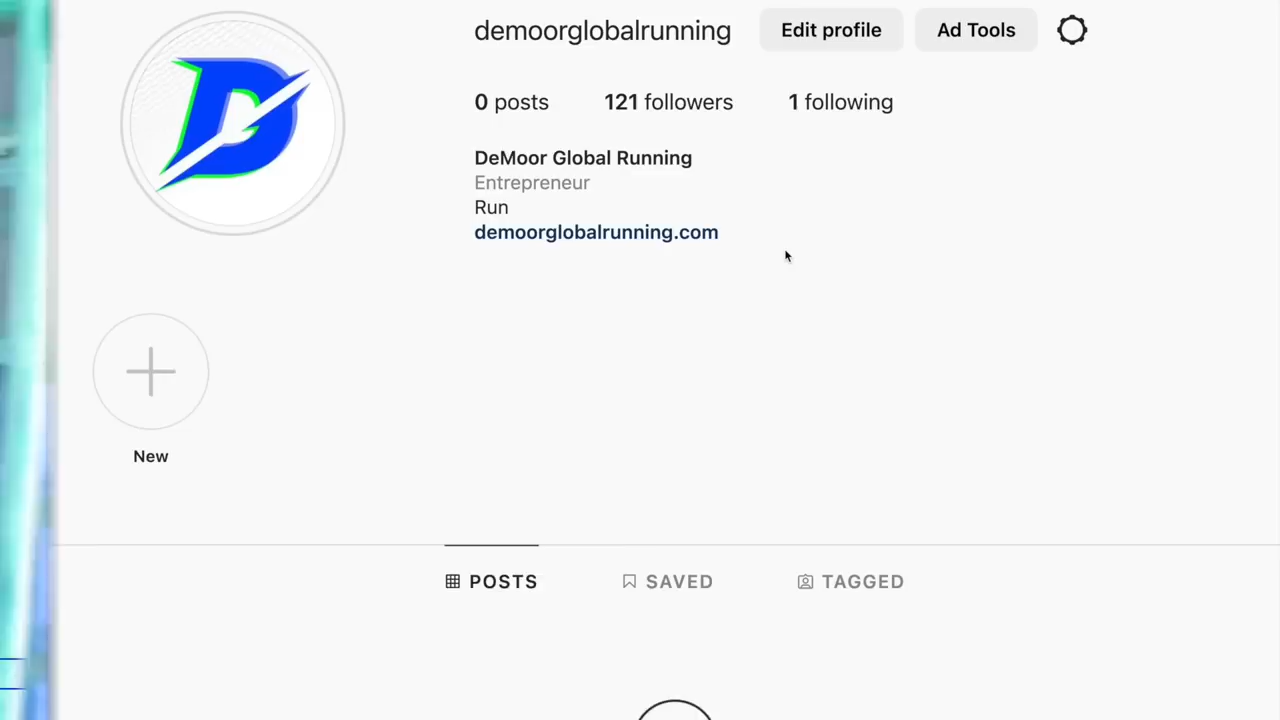 demoorglobalrunning Edit profile Ad Tools
0 posts 121 followers 1 following
DeMoor Global Running
Entrepreneur
Run
demoorglobalrunning.com
New
POSTS SAVED TAGGED